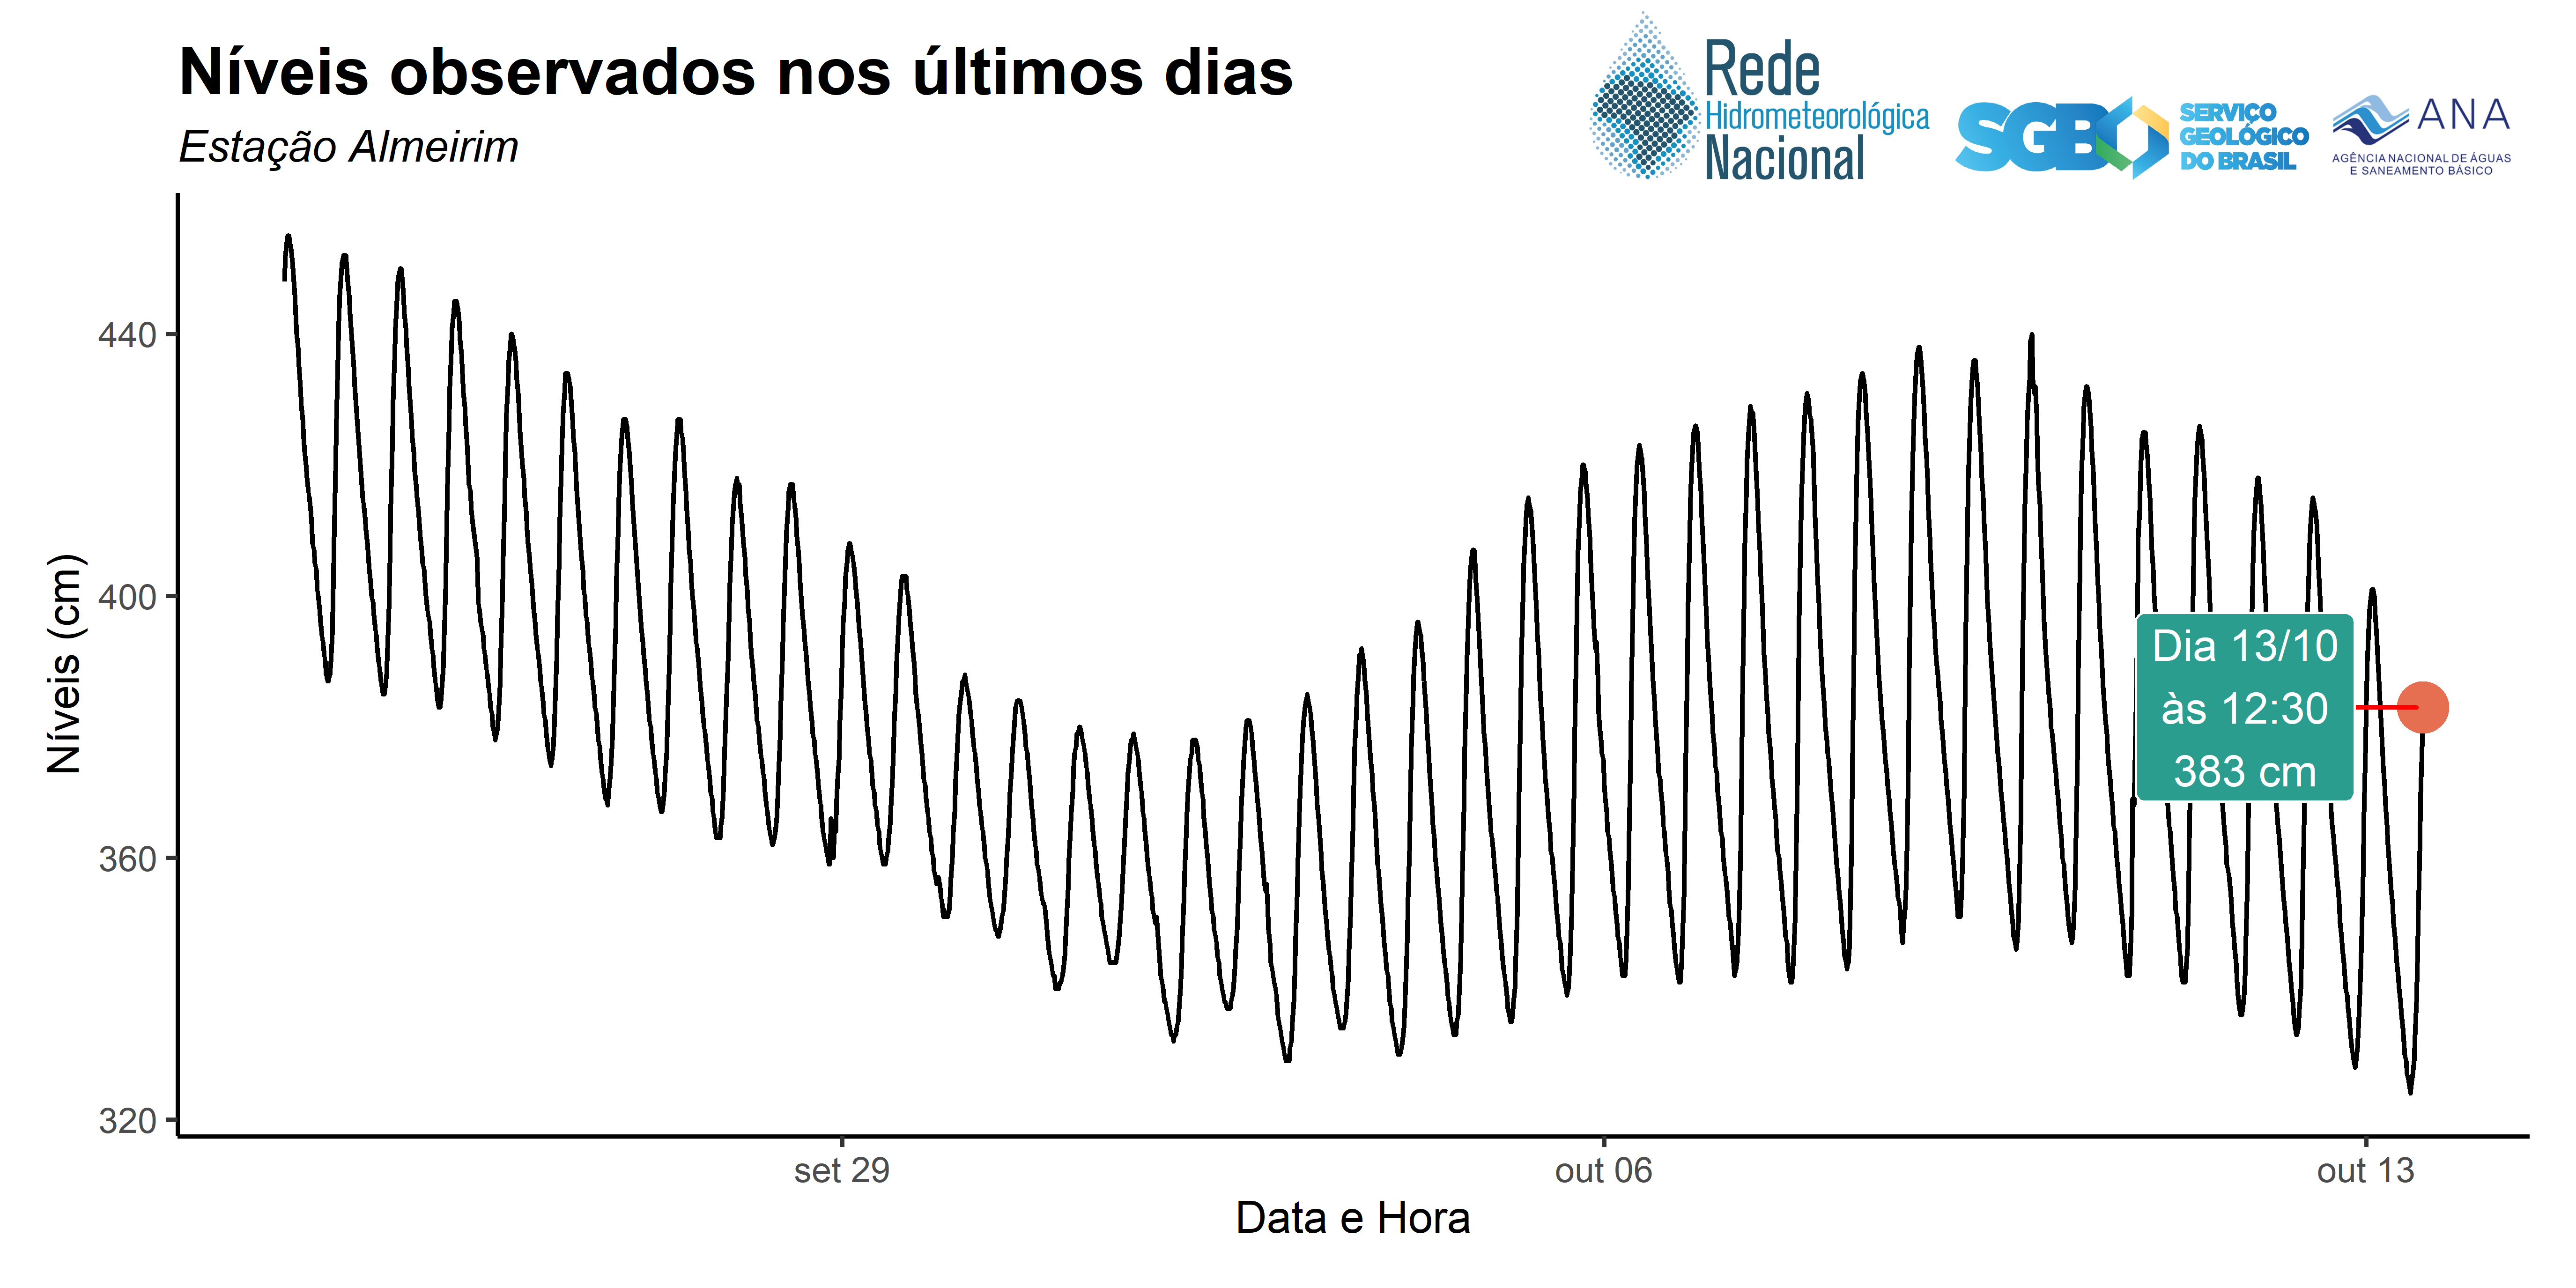 Níveis observados nos últimos dias
Estação Almeirim
Rede
Hidrometeorológica
Nacional
SGB
SERVIÇO
GEOLÓGICO
DO BRASIL
ANA
AGÊNCIA NACIONAL DE ÁGUAS
E SANEAMENTO BÁSICO
Níveis (cm)
440
400
360
320
Dia 13/10
às 12:30
383 cm
set 29
out 06
out 13
Data e Hora